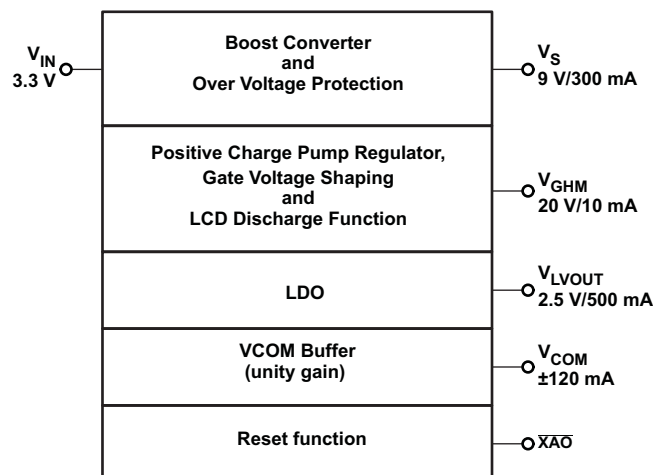 V_IN
3.3 V
Boost Converter
and
Over Voltage Protection
V_S
9 V/300 mA
Positive Charge Pump Regulator,
Gate Voltage Shaping
and
LCD Discharge Function
V_GHM
20 V/10 mA
LDO
V_LVOUT
2.5 V/500 mA
VCOM Buffer
(unity gain)
V_COM
±120 mA
Reset function
X̅A̅O̅